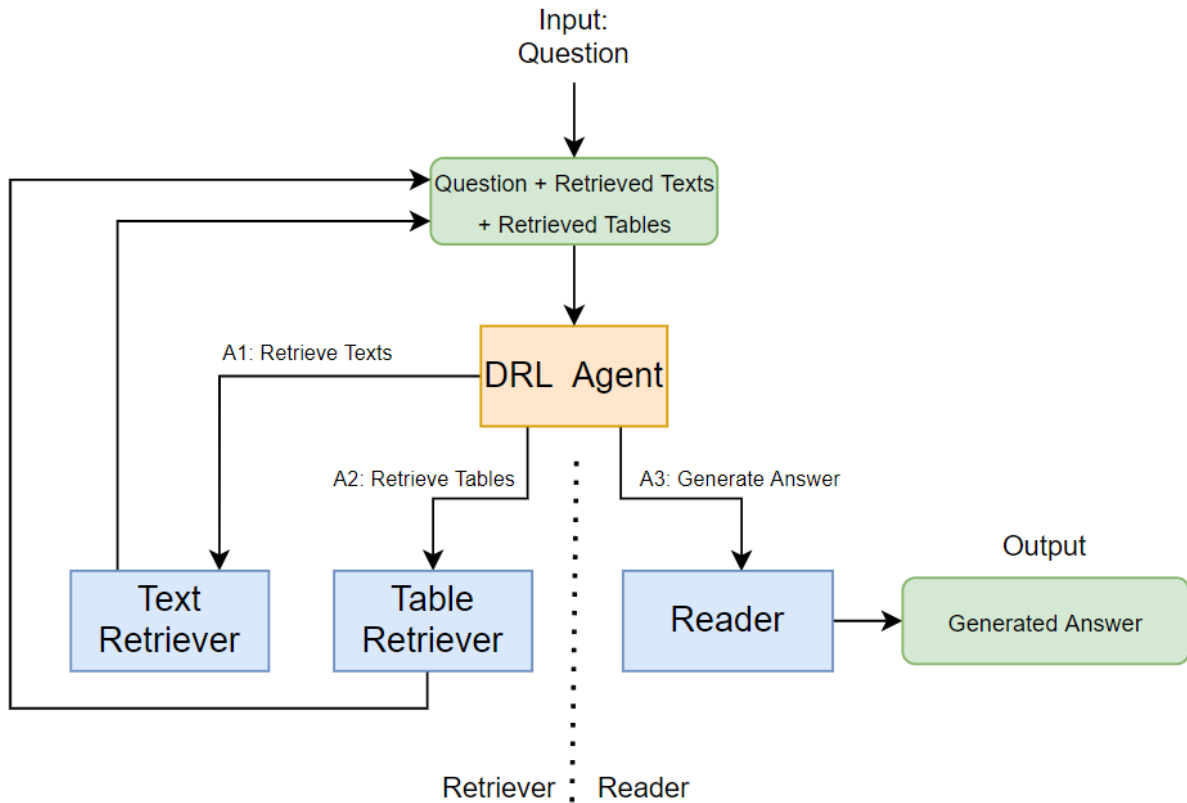 Input:
Question
Question + Retrieved Texts
+ Retrieved Tables
DRL Agent
A1: Retrieve Texts
A2: Retrieve Tables
A3: Generate Answer
Text
Retriever
Table
Retriever
Reader
Output
Generated Answer
Retriever
Reader